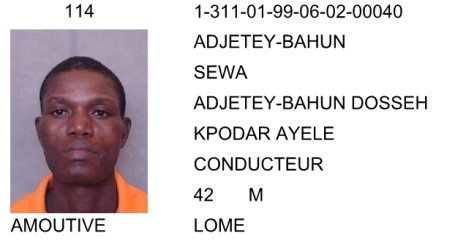 114
1-311-01-99-06-02-00040
ADJETEY-BAHUN
SEWA
ADJETEY-BAHUN DOSSEH
KPODAR AYELE
CONDUCTEUR
42 M
AMOUTIVE
LOME